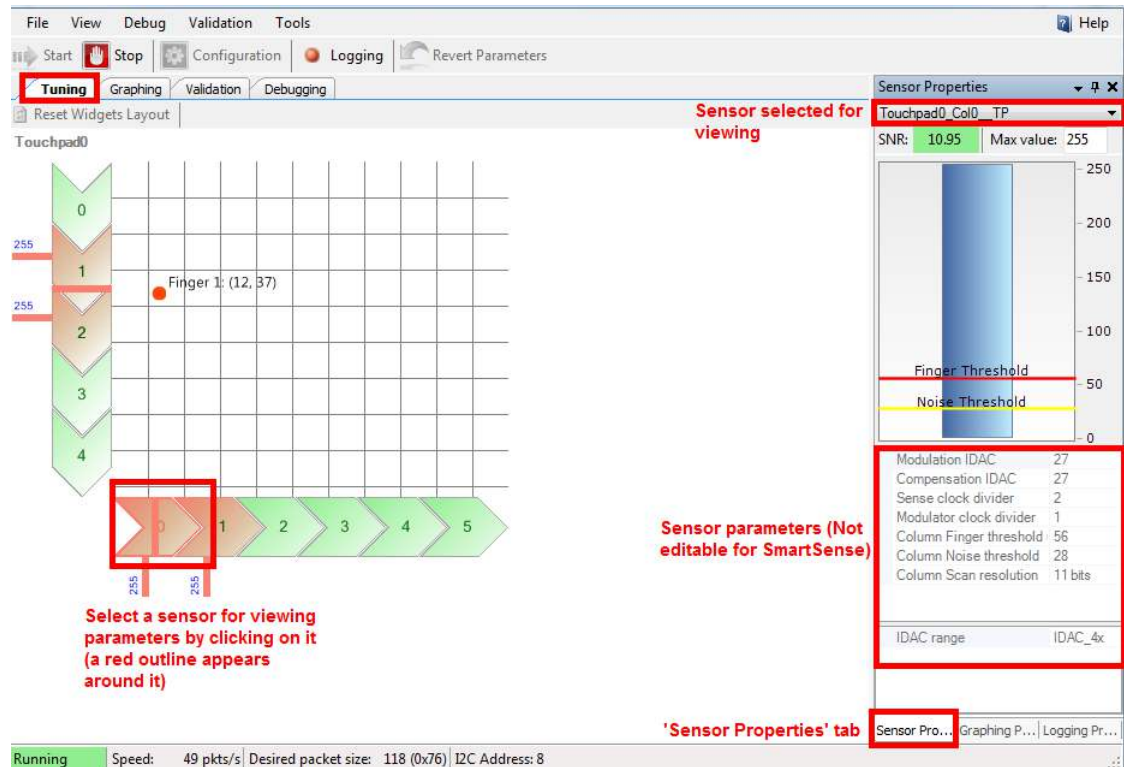 File View Debug Validation Tools Help
Start Stop Configuration Logging Revert Parameters
Tuning Graphing Validation Debugging
Reset Widgets Layout
Touchpad0
0
1
2
3
4
255
255
Finger 1: (12, 37)
0 1 2 3 4 5
255
255
Select a sensor for viewing
parameters by clicking on it
(a red outline appears
around it)
Sensor selected for
viewing
Sensor Properties
Touchpad0_Col0__TP
SNR: 10.95 Max value: 255
250
200
150
100
50
0
Finger Threshold
Noise Threshold
Sensor parameters (Not
editable for SmartSense)
Modulation IDAC 27
Compensation IDAC 27
Sense clock divider 2
Modulator clock divider 1
Column Finger threshold 56
Column Noise threshold 28
Column Scan resolution 11 bits
IDAC range IDAC_4x
'Sensor Properties' tab
Sensor Pro... Graphing P... Logging Pr...
Running Speed: 49 pkts/s Desired packet size: 118 (0x76) I2C Address: 8